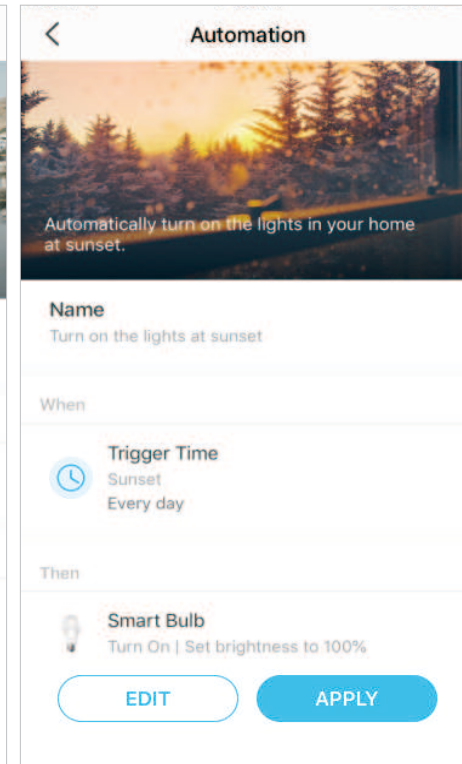 Automation
Automatically turn on the lights in your home
at sunset.
Name
Turn on the lights at sunset
When
Trigger Time
Sunset
Every day
Then
Smart Bulb
Turn On | Set brightness to 100%
EDIT
APPLY